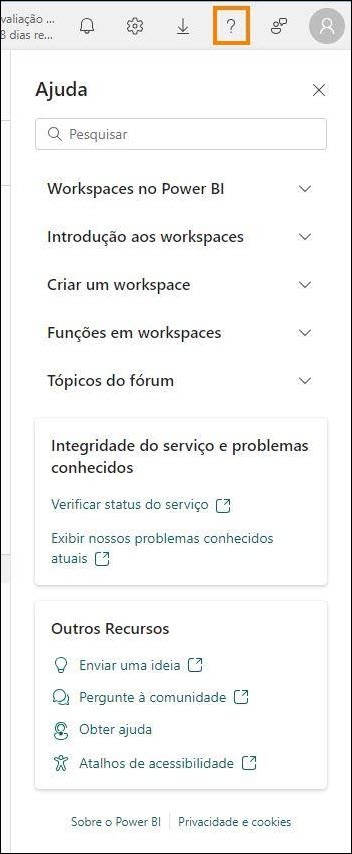 valiação ...
8 dias re...
?
Ajuda
Pesquisar
Workspaces no Power BI
Introdução aos workspaces
Criar um workspace
Funções em workspaces
Tópicos do fórum
Integridade do serviço e problemas
conhecidos
Verificar status do serviço
Exibir nossos problemas conhecidos
atuais
Outros Recursos
Enviar uma ideia
Pergunte à comunidade
Obter ajuda
Atalhos de acessibilidade
Sobre o Power BI
Privacidade e cookies